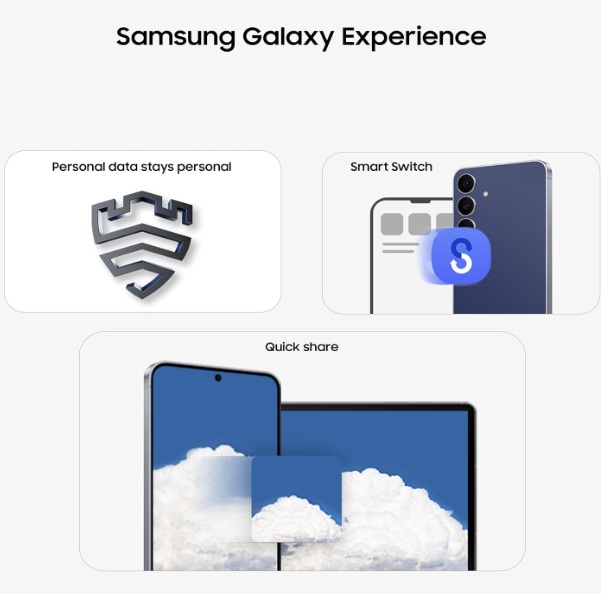 Samsung Galaxy Experience
Personal data stays personal
Smart Switch
Quick share